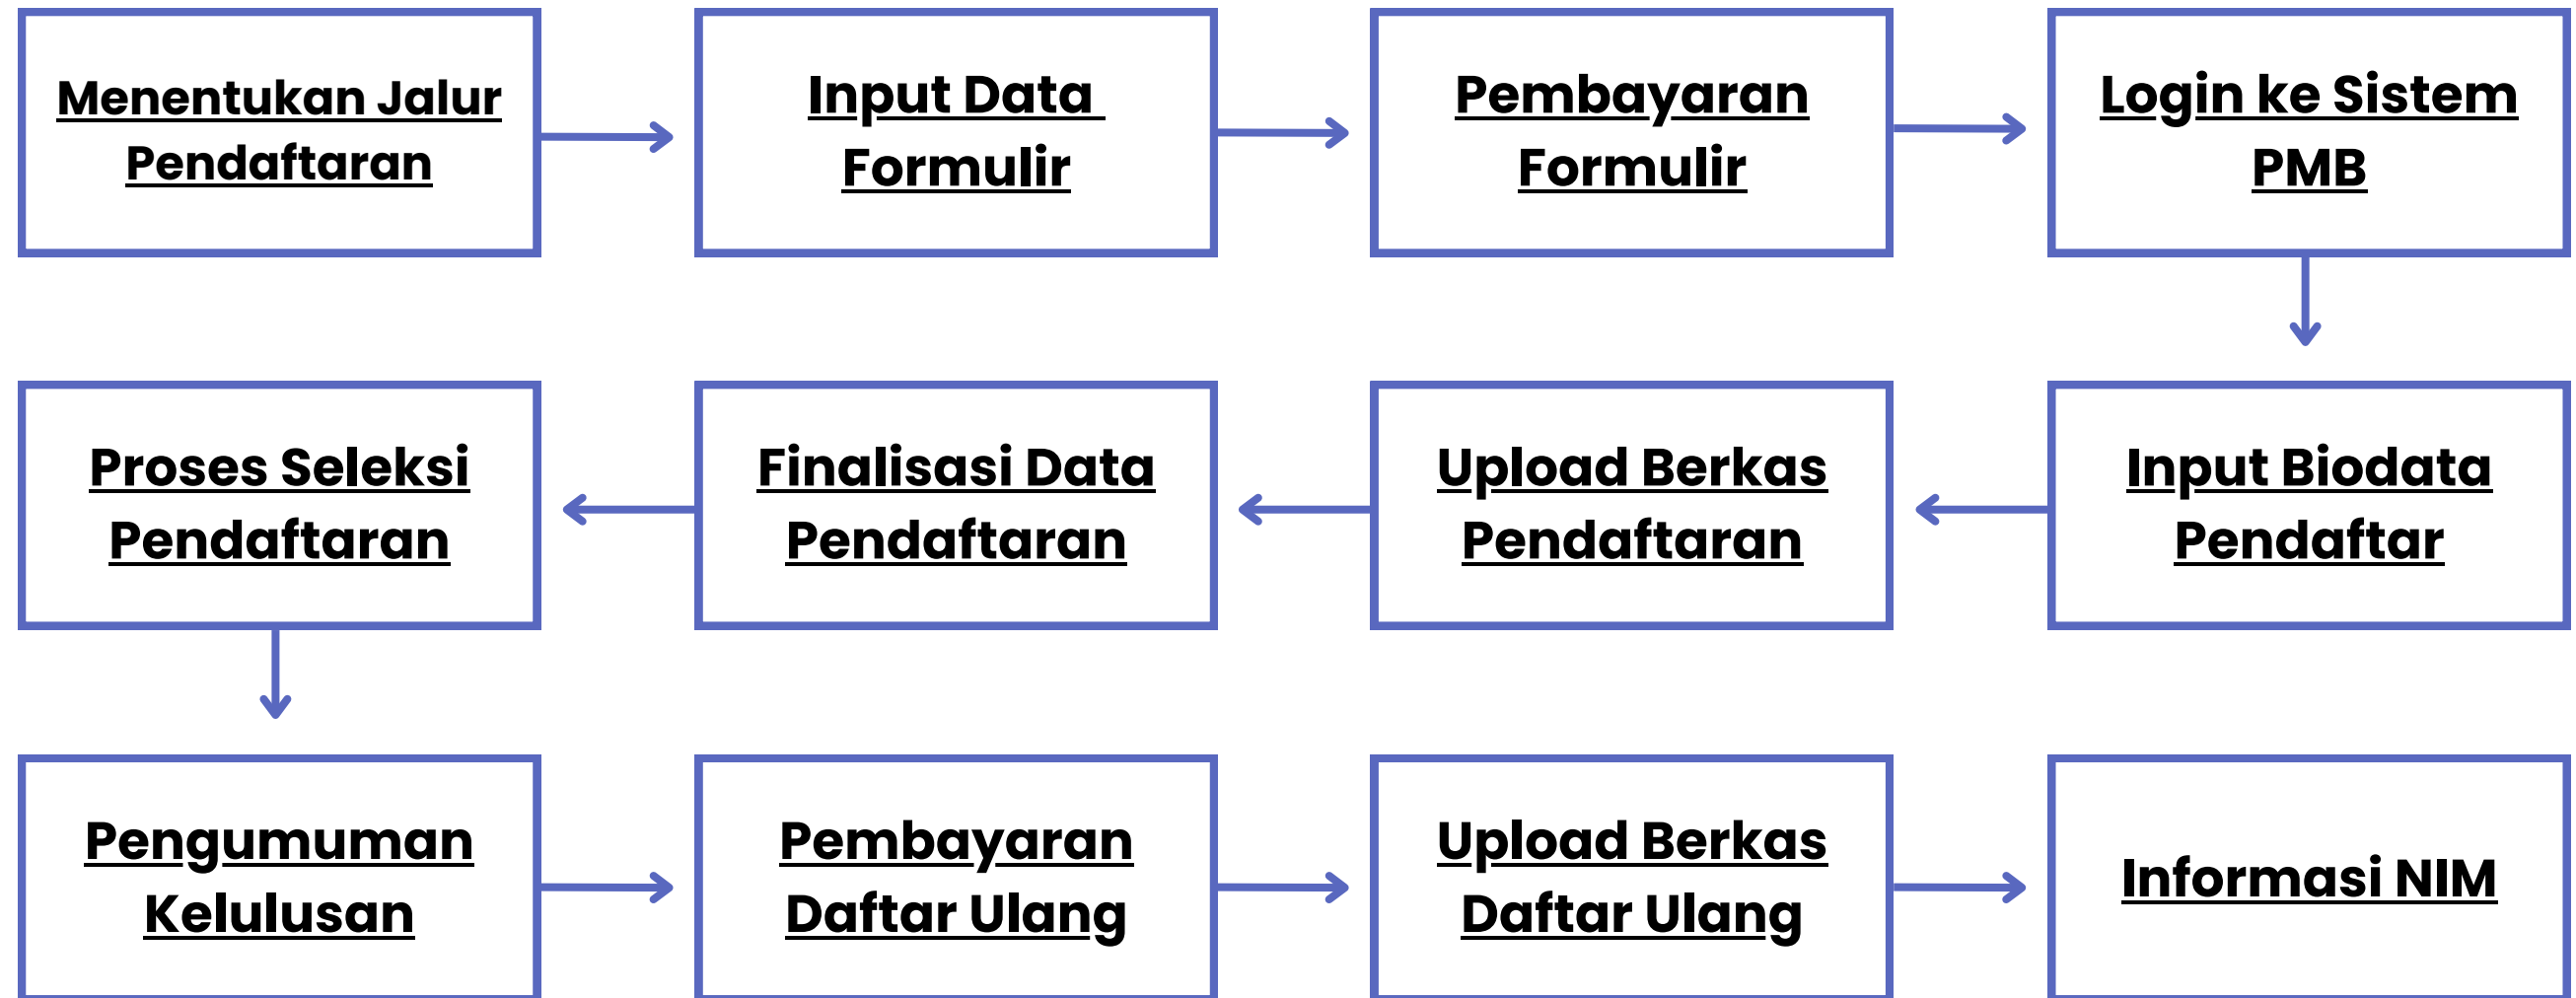 Menentukan Jalur
Pendaftaran
Input Data
Formulir
Pembayaran
Formulir
Login ke Sistem
PMB
Input Biodata
Pendaftar
Upload Berkas
Pendaftaran
Finalisasi Data
Pendaftaran
Proses Seleksi
Pendaftaran
Pengumuman
Kelulusan
Pembayaran
Daftar Ulang
Upload Berkas
Daftar Ulang
Informasi NIM